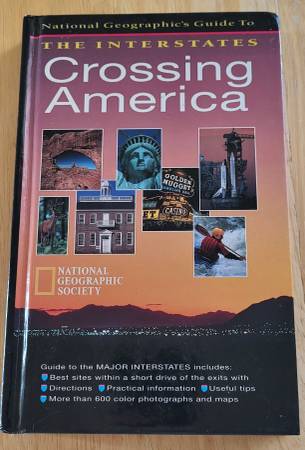 National Geographic's Guide To
THE INTERSTATES
Crossing
America
GOLDEN
NUGGET
NATIONAL
GEOGRAPHIC
SOCIETY
Guide to the MAJOR INTERSTATES includes:
Best sites within a short drive of the exits with
Directions Practical information Useful tips
More than 600 color photographs and maps